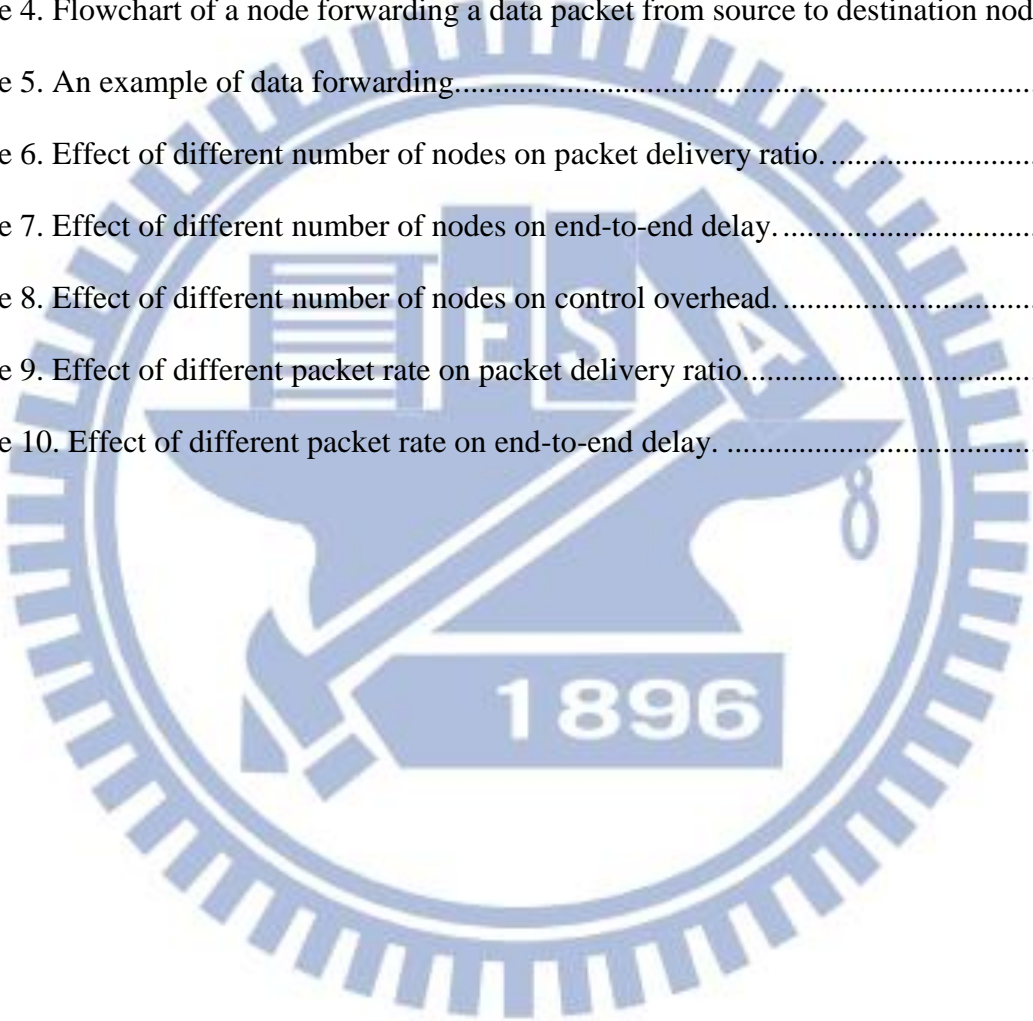 e 4. Flowchart of a node forwarding a data packet from source to destination nod
e 5. An example of data forwarding.......................................................................................
e 6. Effect of different number of nodes on packet delivery ratio. ...............................
e 7. Effect of different number of nodes on end-to-end delay. ......................................
e 8. Effect of different number of nodes on control overhead. ......................................
e 9. Effect of different packet rate on packet delivery ratio...........................................
e 10. Effect of different packet rate on end-to-end delay. ..............................................
E S A
8
1896